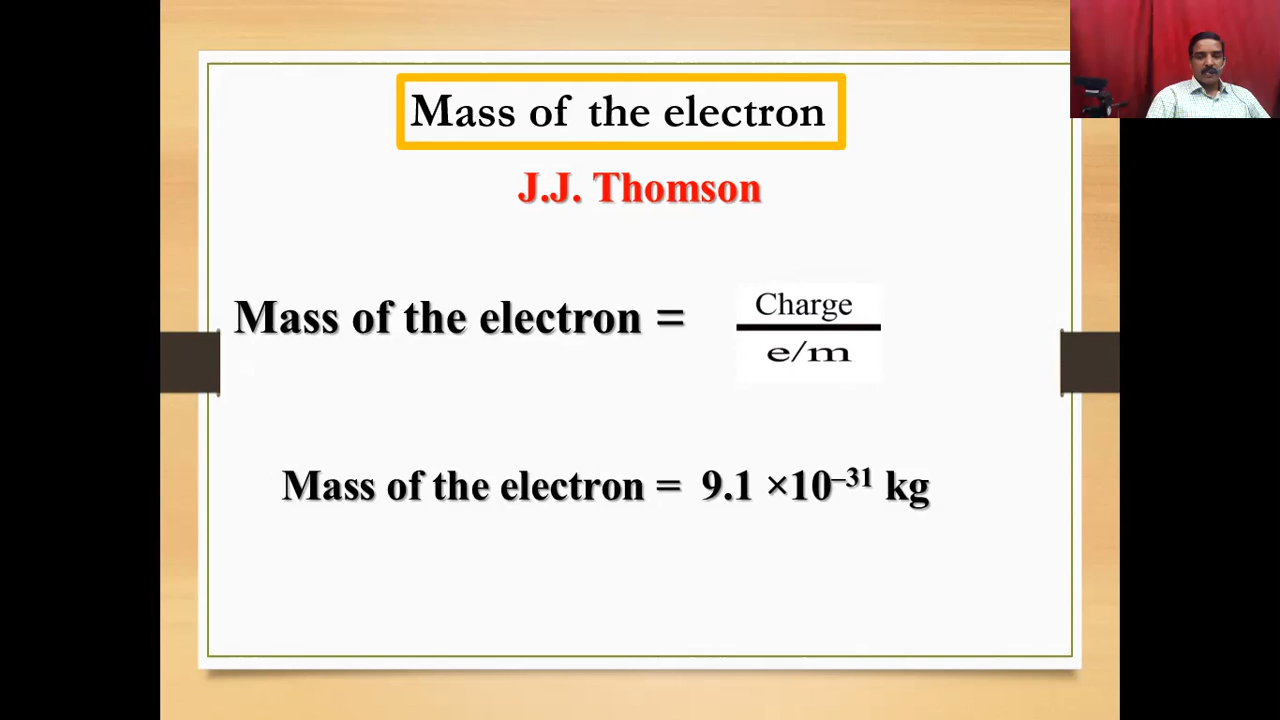 Mass of the electron
J.J. Thomson
Mass of the electron = Charge
e/m
Mass of the electron = 9.1 ×10⁻³¹ kg